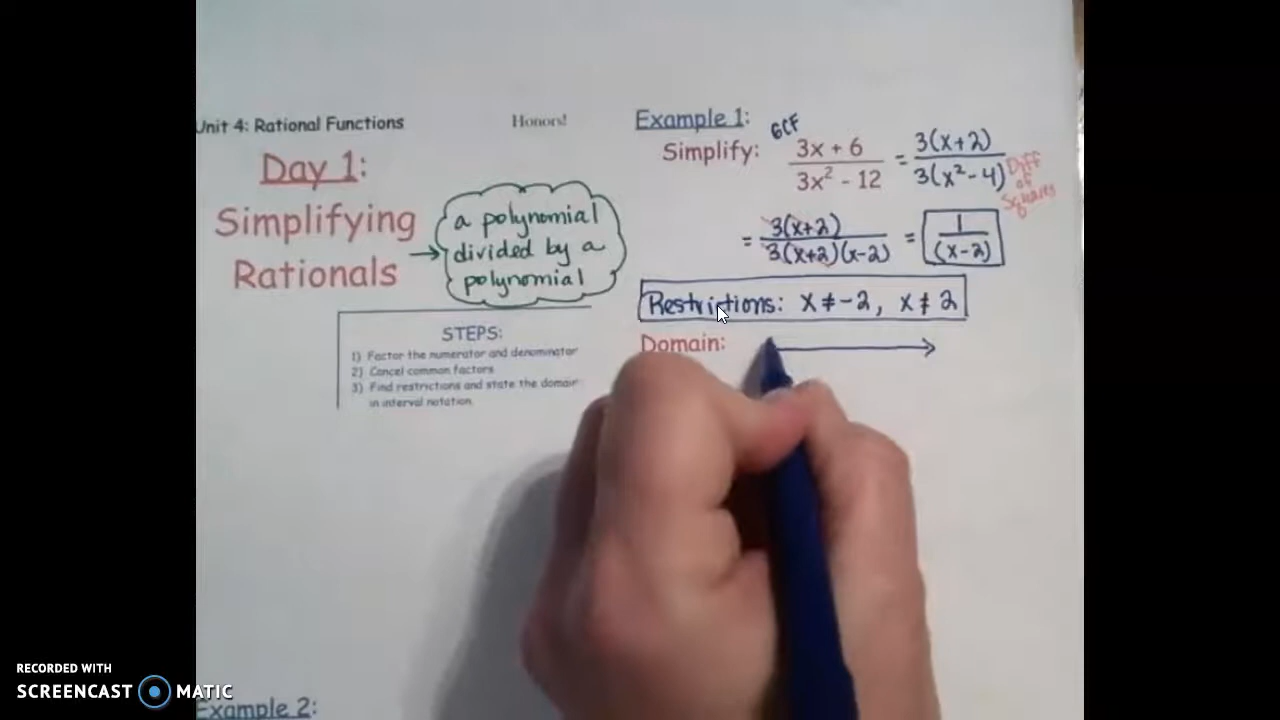 Unit 4: Rational Functions
Honors!
Day 1:
Simplifying
Rationals
→ a polynomial
divided by a
polynomial
STEPS:
1) Factor the numerator and denominator
2) Cancel common factors
3) Find restrictions and state the domain
in interval notation.
Example 1:
GCF
Simplify: (3x + 6)/(3x² - 12) = 3(x+2)/3(x²-4) Diff
of
Squares
= 3(x+2)/3(x+2)(x-2) = 1/(x-2)
Restrictions: x ≠ -2, x ≠ 2
Domain:
Example 2:
RECORDED WITH
SCREENCAST MATIC